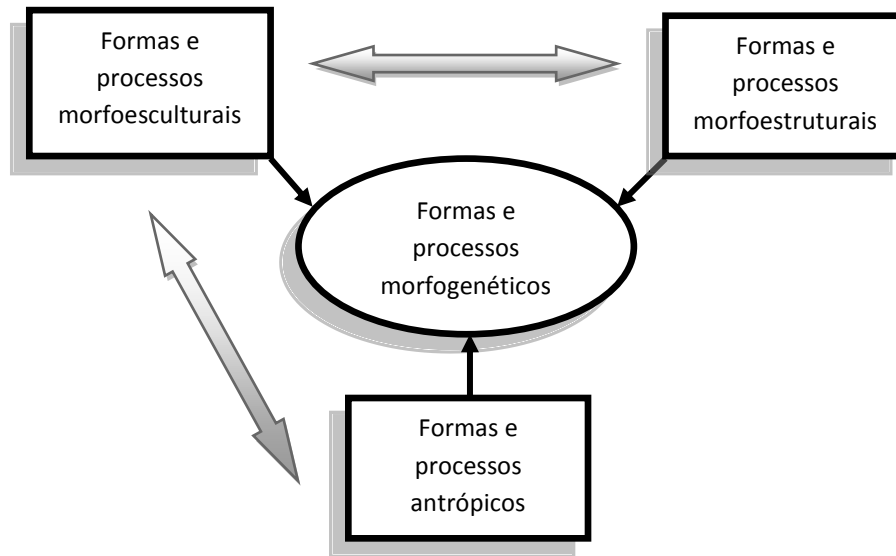 Formas e
processos
morfoesculturais
Formas e
processos
morfoestruturais
Formas e
processos
morfogenéticos
Formas e
processos
antrópicos